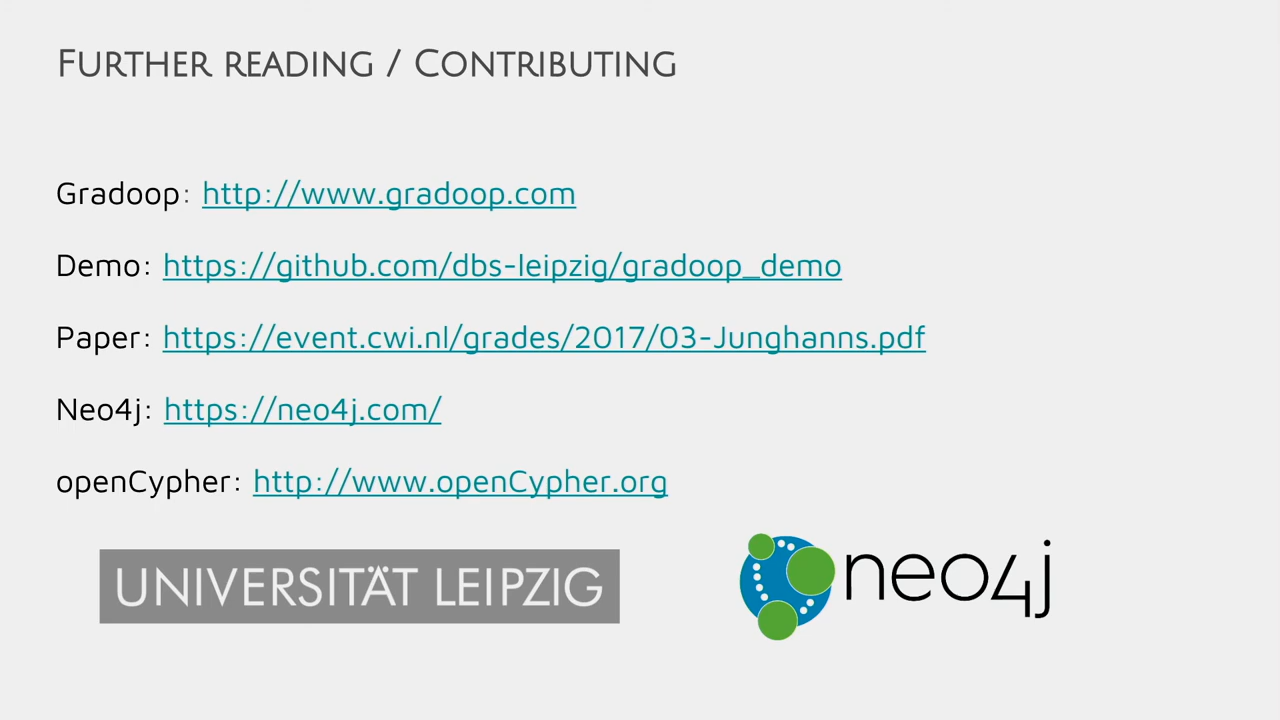 Further reading / Contributing
Gradoop: http://www.gradoop.com
Demo: https://github.com/dbs-leipzig/gradoop_demo
Paper: https://event.cwi.nl/grades/2017/03-Junghanns.pdf
Neo4j: https://neo4j.com/
openCypher: http://www.openCypher.org
UNIVERSITÄT LEIPZIG
neo4j